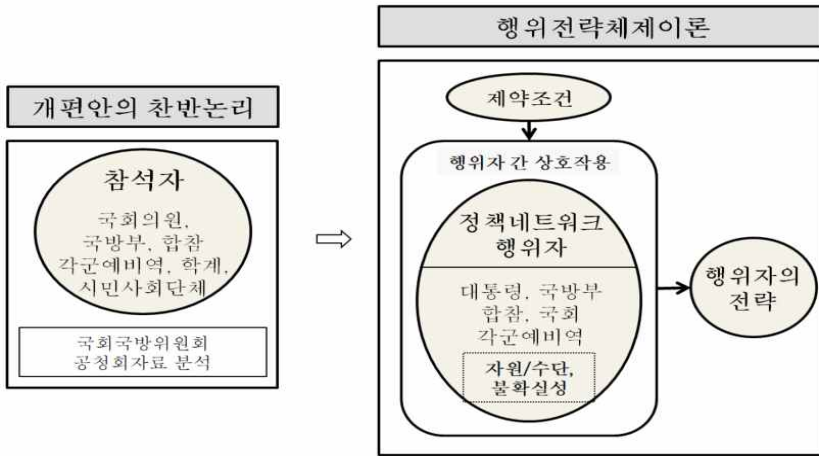 개편안의 찬반논리
참석자
국회의원,
국방부, 합참
각군예비역, 학계,
시민사회단체
국회국방위원회
공청회자료 분석
행위전략체제이론
제약조건
행위자 간 상호작용
정책네트워크
행위자
대통령, 국방부
합참, 국회
각군예비역
자원/수단,
불확실성
행위자의
전략